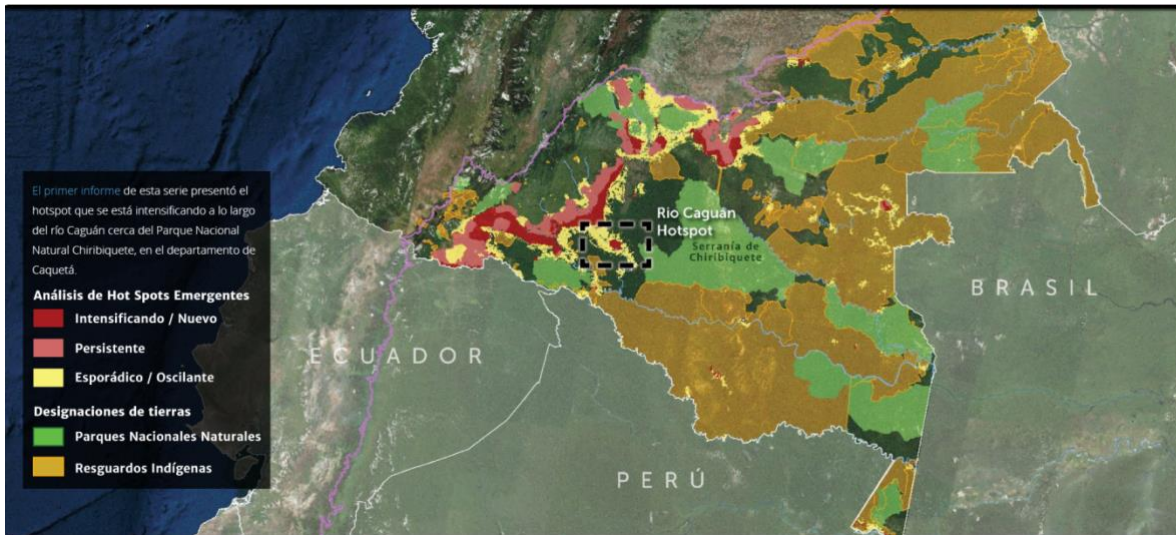 El primer informe de esta serie presentó el
hotspot que se está intensificando a lo largo
del río Caguán cerca del Parque Nacional
Natural Chiribiquete, en el departamento de
Caquetá.
Análisis de Hot Spots Emergentes
Intensificando / Nuevo
Persistente
Esporádico / Oscilante
Designaciones de tierras
Parques Nacionales Naturales
Resguardos Indígenas
Rio Caguán
Hotspot
Serranía de
Chiribiquete
BRASIL
ECUADOR
PERÚ